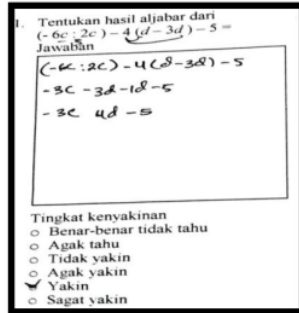 1. Tentukan hasil aljabar dari
(- 6c : 2c ) - 4 (d - 3d ) - 5 =
Jawaban
(-6c : 2c) - 4 (d - 3d) - 5
-3c - 3d - 1d - 5
- 3c 4d - 5
Tingkat kenyakinan
○ Benar-benar tidak tahu
○ Agak tahu
○ Tidak yakin
○ Agak yakin
✓ Yakin
○ Sagat yakin